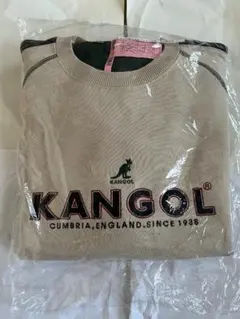 KANGOL
KANGOL®
CUMBRIA, ENGLAND. SINCE 1938